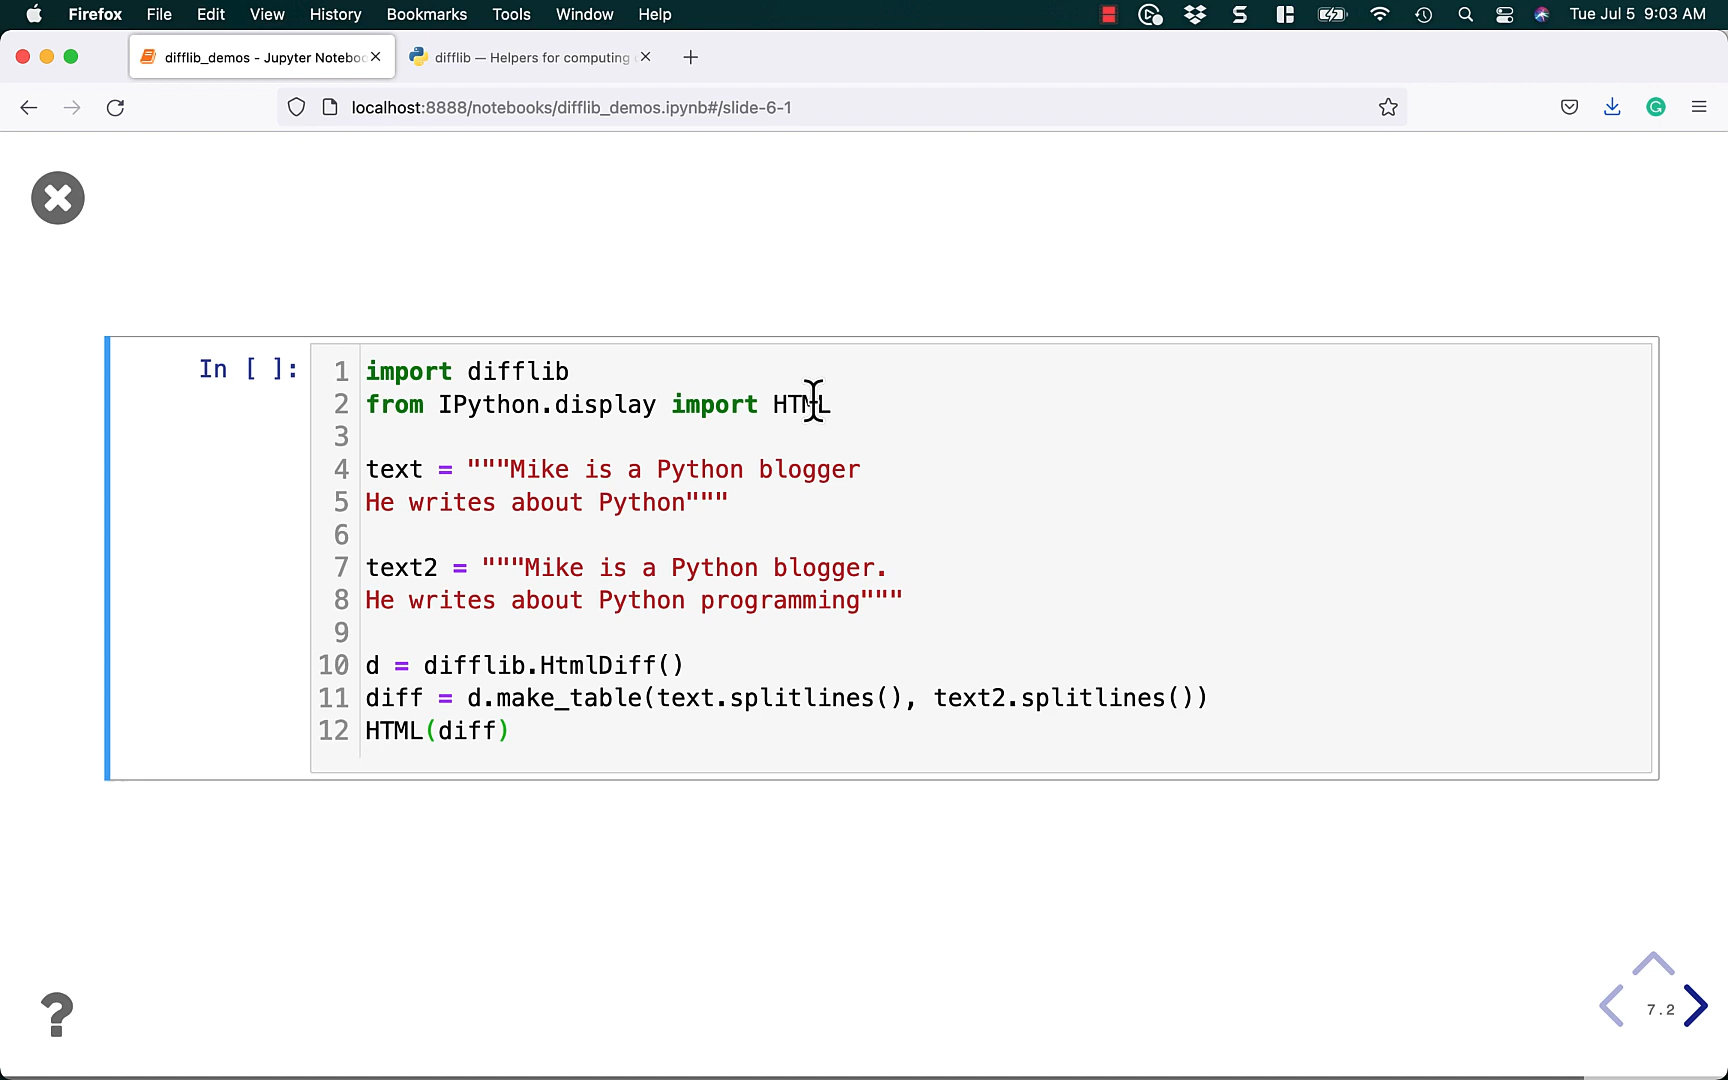 Firefox File Edit View History Bookmarks Tools Window Help Tue Jul 5 9:03 AM
difflib_demos - Jupyter Notebo difflib — Helpers for computing
localhost:8888/notebooks/difflib_demos.ipynb#/slide-6-1
In [ ]:
1 import difflib
2 from IPython.display import HTML
3
4 text = """Mike is a Python blogger
5 He writes about Python"""
6
7 text2 = """Mike is a Python blogger.
8 He writes about Python programming"""
9
10 d = difflib.HtmlDiff()
11 diff = d.make_table(text.splitlines(), text2.splitlines())
12 HTML(diff)
?
7.2